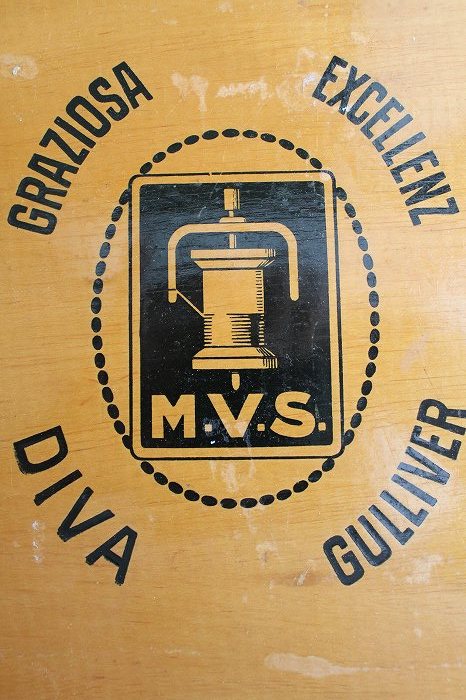 GRAZIOSA
EXCELLENZ
M.V.S.
DIVA
GULLIVER